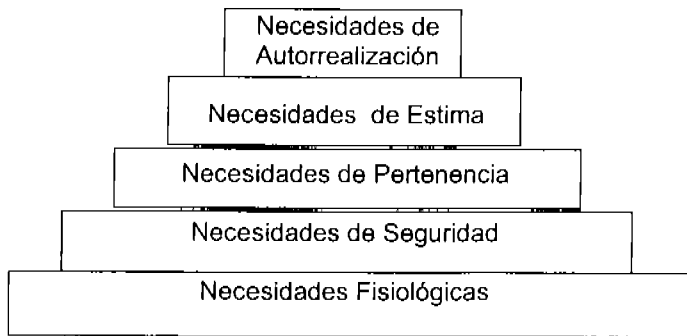 Necesidades de
Autorrealización
Necesidades de Estima
Necesidades de Pertenencia
Necesidades de Seguridad
Necesidades Fisiológicas